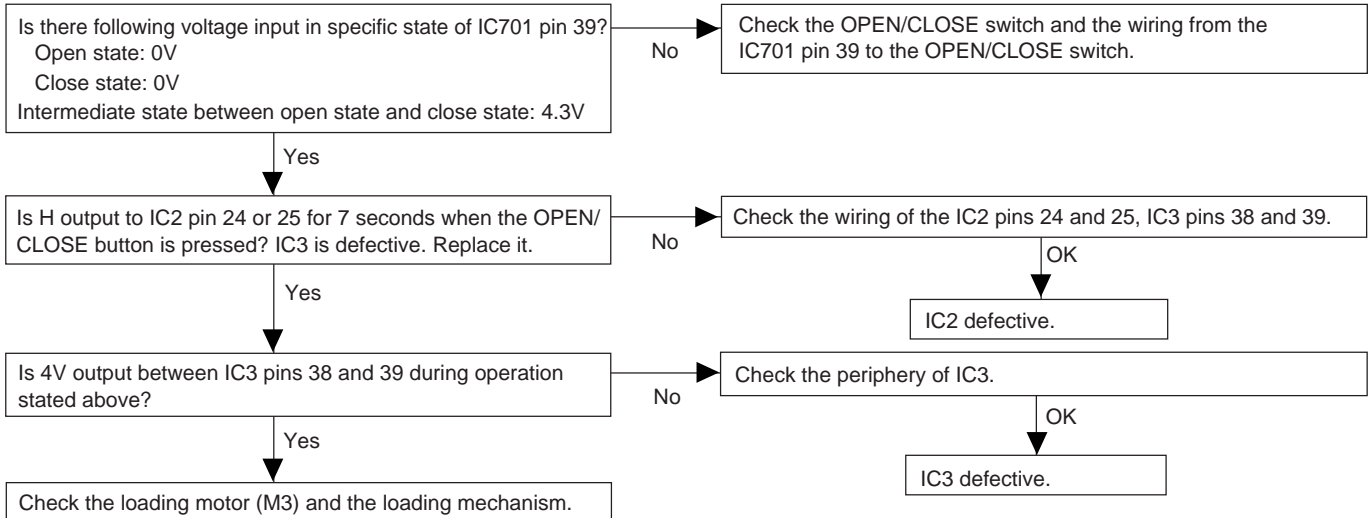 Is there following voltage input in specific state of IC701 pin 39?
Open state: 0V
Close state: 0V
Intermediate state between open state and close state: 4.3V
No
Check the OPEN/CLOSE switch and the wiring from the
IC701 pin 39 to the OPEN/CLOSE switch.
Yes
Is H output to IC2 pin 24 or 25 for 7 seconds when the OPEN/
CLOSE button is pressed? IC3 is defective. Replace it.
No
Check the wiring of the IC2 pins 24 and 25, IC3 pins 38 and 39.
OK
IC2 defective.
Yes
Is 4V output between IC3 pins 38 and 39 during operation
stated above?
No
Check the periphery of IC3.
OK
IC3 defective.
Yes
Check the loading motor (M3) and the loading mechanism.